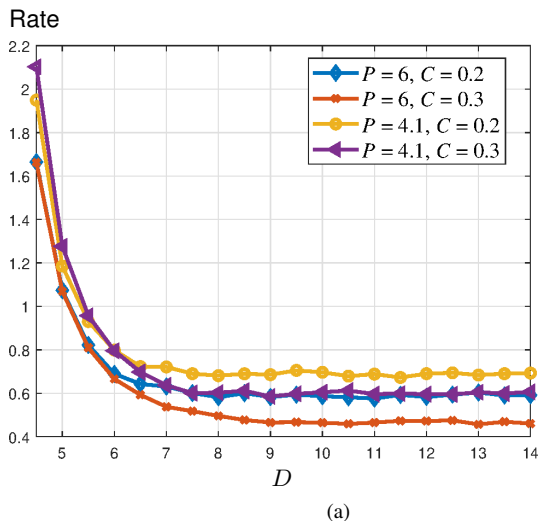 Rate
2.2
2
1.8
1.6
1.4
1.2
1
0.8
0.6
0.4
P = 6, C = 0.2
P = 6, C = 0.3
P = 4.1, C = 0.2
P = 4.1, C = 0.3
5 6 7 8 9 10 11 12 13 14
D
(a)